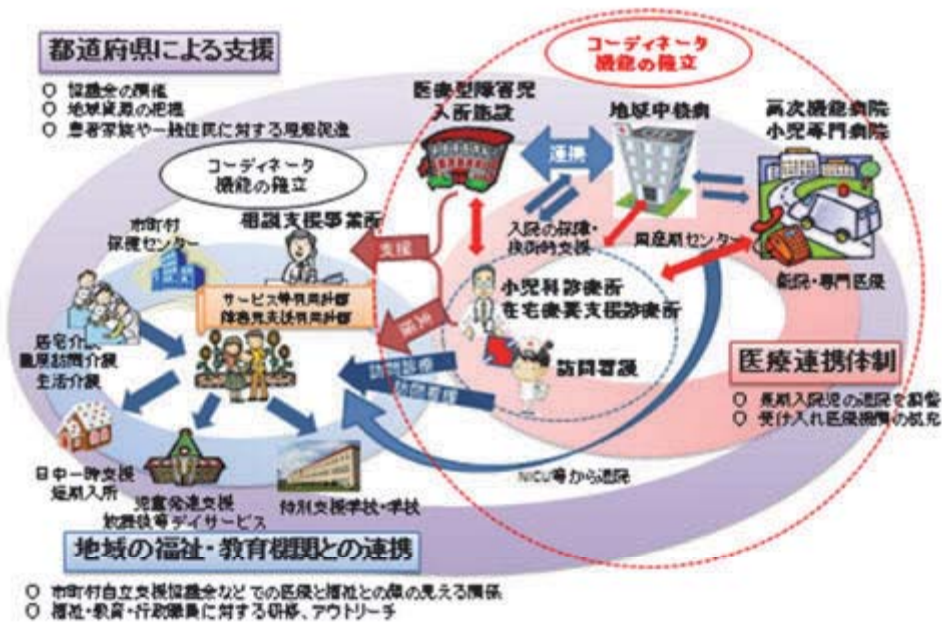 都道府県による支援
○ 協議会の開催
○ 地域資源の把握
○ 患者家族や一般住民に対する理解促進
コーディネータ
機能の確立
コーディネータ
機能の確立
医療型障害児
入所施設
地域中核病
高次機能病院
小児専門病院
連携
入院の保障・
技術的支援
周産期センター
転院・専門医療
相談支援事業所
市町村
保健センター
サービス等利用計画
障害児支援利用計画
支援
小児科診療所
在宅療養支援診療所
訪問看護
訪問医療
訪問看護
居宅介
重度訪問介護
生活介護
医療連携体制
○ 長期入院児の退院を調整
○ 受け入れ医療機関の拡充
NICU等から退院
日中一時支援
短期入所
児童発達支援
放課後等デイサービス
特別支援学校・学校
地域の福祉・教育機関との連携
○ 市町村自立支援協議会などでの医療と福祉との顔の見える関係
○ 福祉・教育・行政職員に対する研修、アウトリーチ